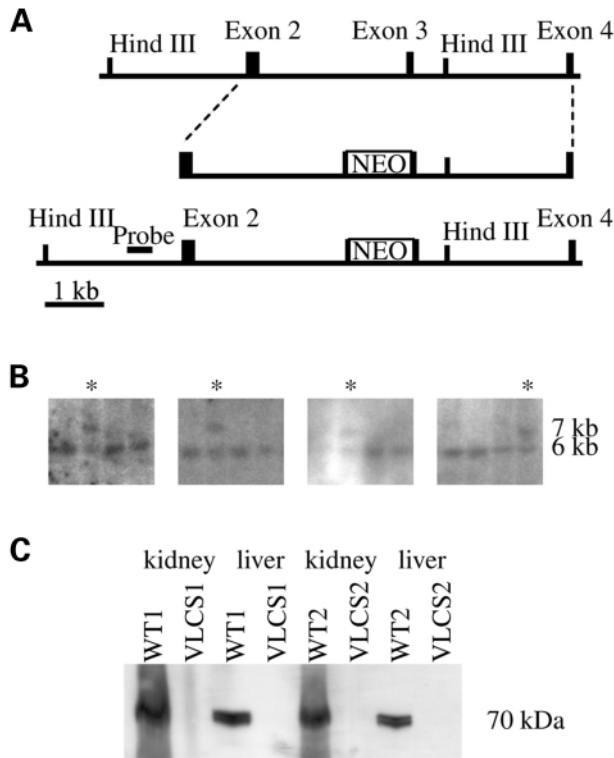 A
Hind III Exon 2 Exon 3 Hind III Exon 4
NEO
Hind III Probe Exon 2 NEO Hind III Exon 4
1 kb
B
* * * *
7 kb
6 kb
C
kidney liver kidney liver
WT1 VLCS1 WT1 VLCS1 WT2 VLCS2 WT2 VLCS2
70 kDa